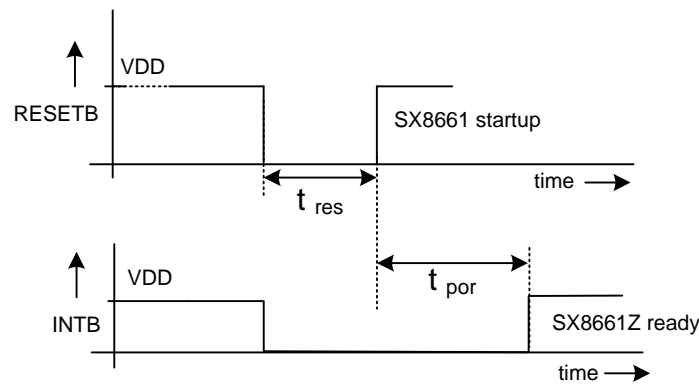 VDD
RESETB
SX8661 startup
time
t res
VDD
t por
INTB
SX8661Z ready
time